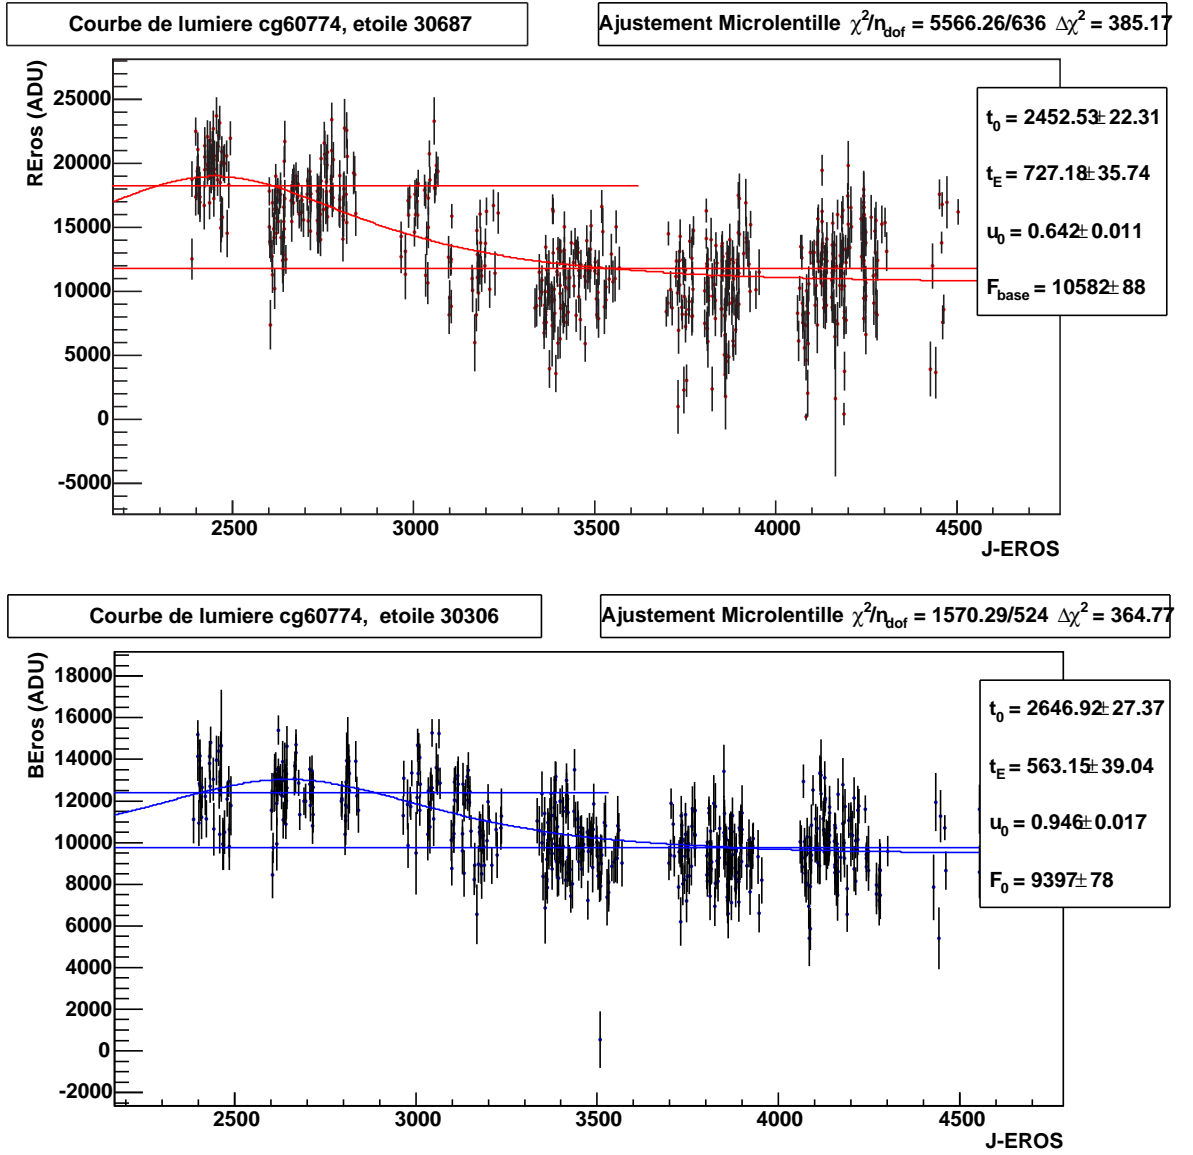 Courbe de lumiere cg60774, etoile 30687
Ajustement Microlentille χ²/n_dof = 5566.26/636 Δχ² = 385.17
REros (ADU)
25000
20000
15000
10000
5000
0
-5000
t_0 = 2452.53± 22.31
t_E = 727.18± 35.74
u_0 = 0.642± 0.011
F_base = 10582± 88
2500 3000 3500 4000 4500
J-EROS
Courbe de lumiere cg60774, etoile 30306
Ajustement Microlentille χ²/n_dof = 1570.29/524 Δχ² = 364.77
BEros (ADU)
18000
16000
14000
12000
10000
8000
6000
4000
2000
0
-2000
t_0 = 2646.92± 27.37
t_E = 563.15± 39.04
u_0 = 0.946± 0.017
F_0 = 9397± 78
2500 3000 3500 4000 4500
J-EROS